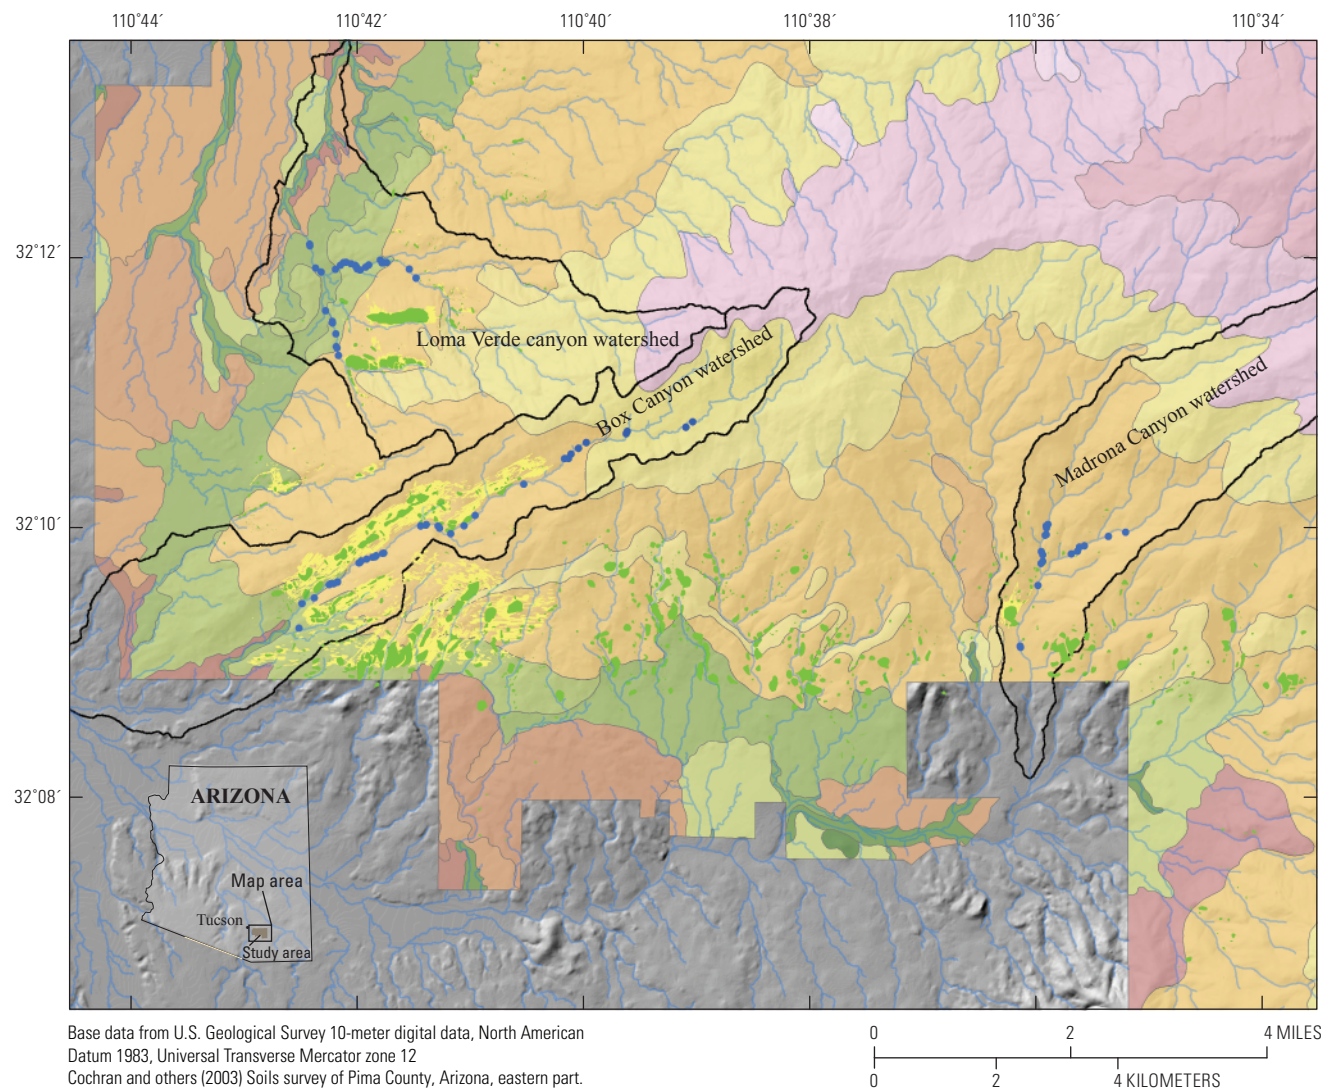 110°44´ 110°42´ 110°40´ 110°38´ 110°36´ 110°34´
32°12´
Loma Verde canyon watershed
Box Canyon watershed
Madrona Canyon watershed
32°10´
32°08´
ARIZONA
Map area
Tucson
Study area
Base data from U.S. Geological Survey 10-meter digital data, North American
Datum 1983, Universal Transverse Mercator zone 12
Cochran and others (2003) Soils survey of Pima County, Arizona, eastern part.
0 2 4 MILES
0 2 4 KILOMETERS